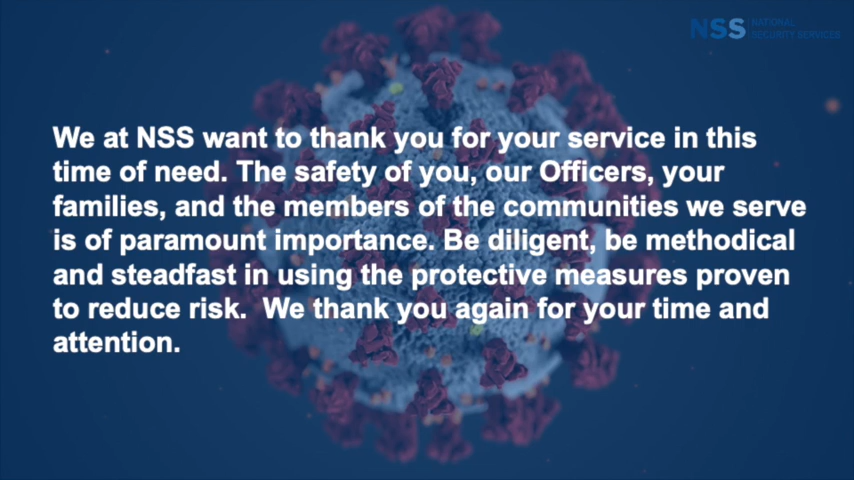 NSS NATIONAL
SECURITY SERVICES
We at NSS want to thank you for your service in this
time of need. The safety of you, our Officers, your
families, and the members of the communities we serve
is of paramount importance. Be diligent, be methodical
and steadfast in using the protective measures proven
to reduce risk.  We thank you again for your time and
attention.